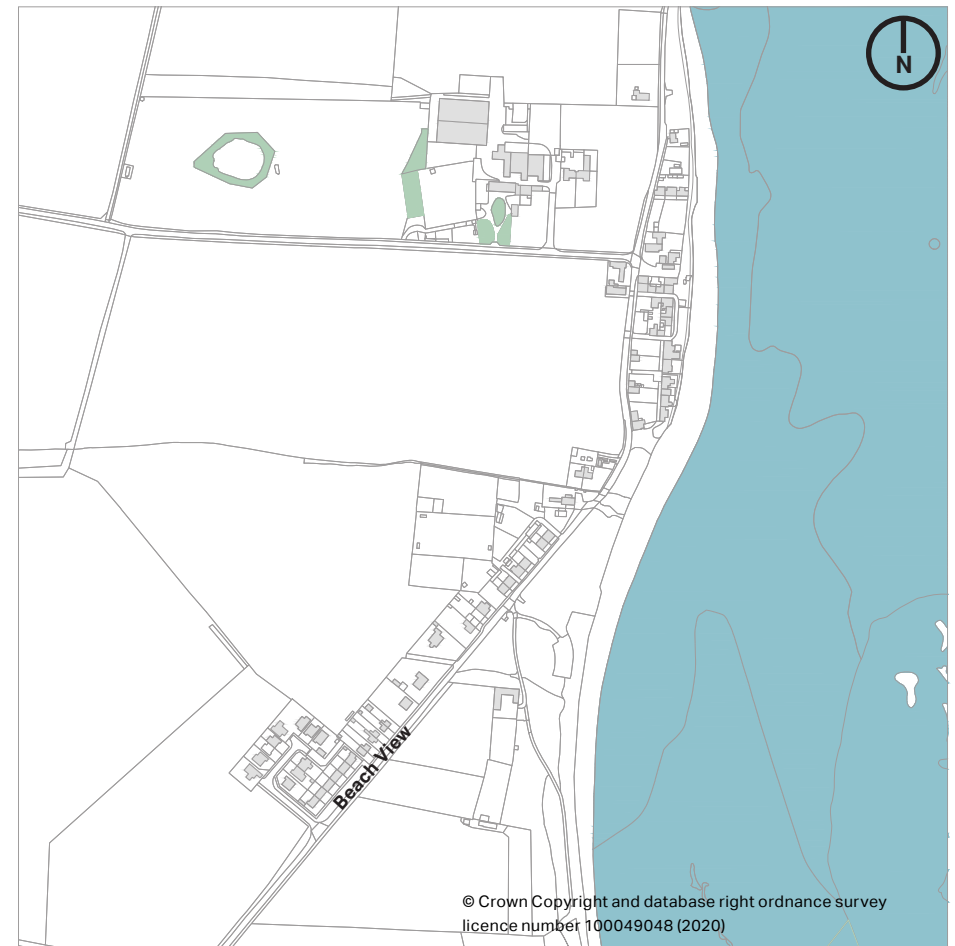 N
Beach View
© Crown Copyright and database right ordnance survey
licence number 100049048 (2020)